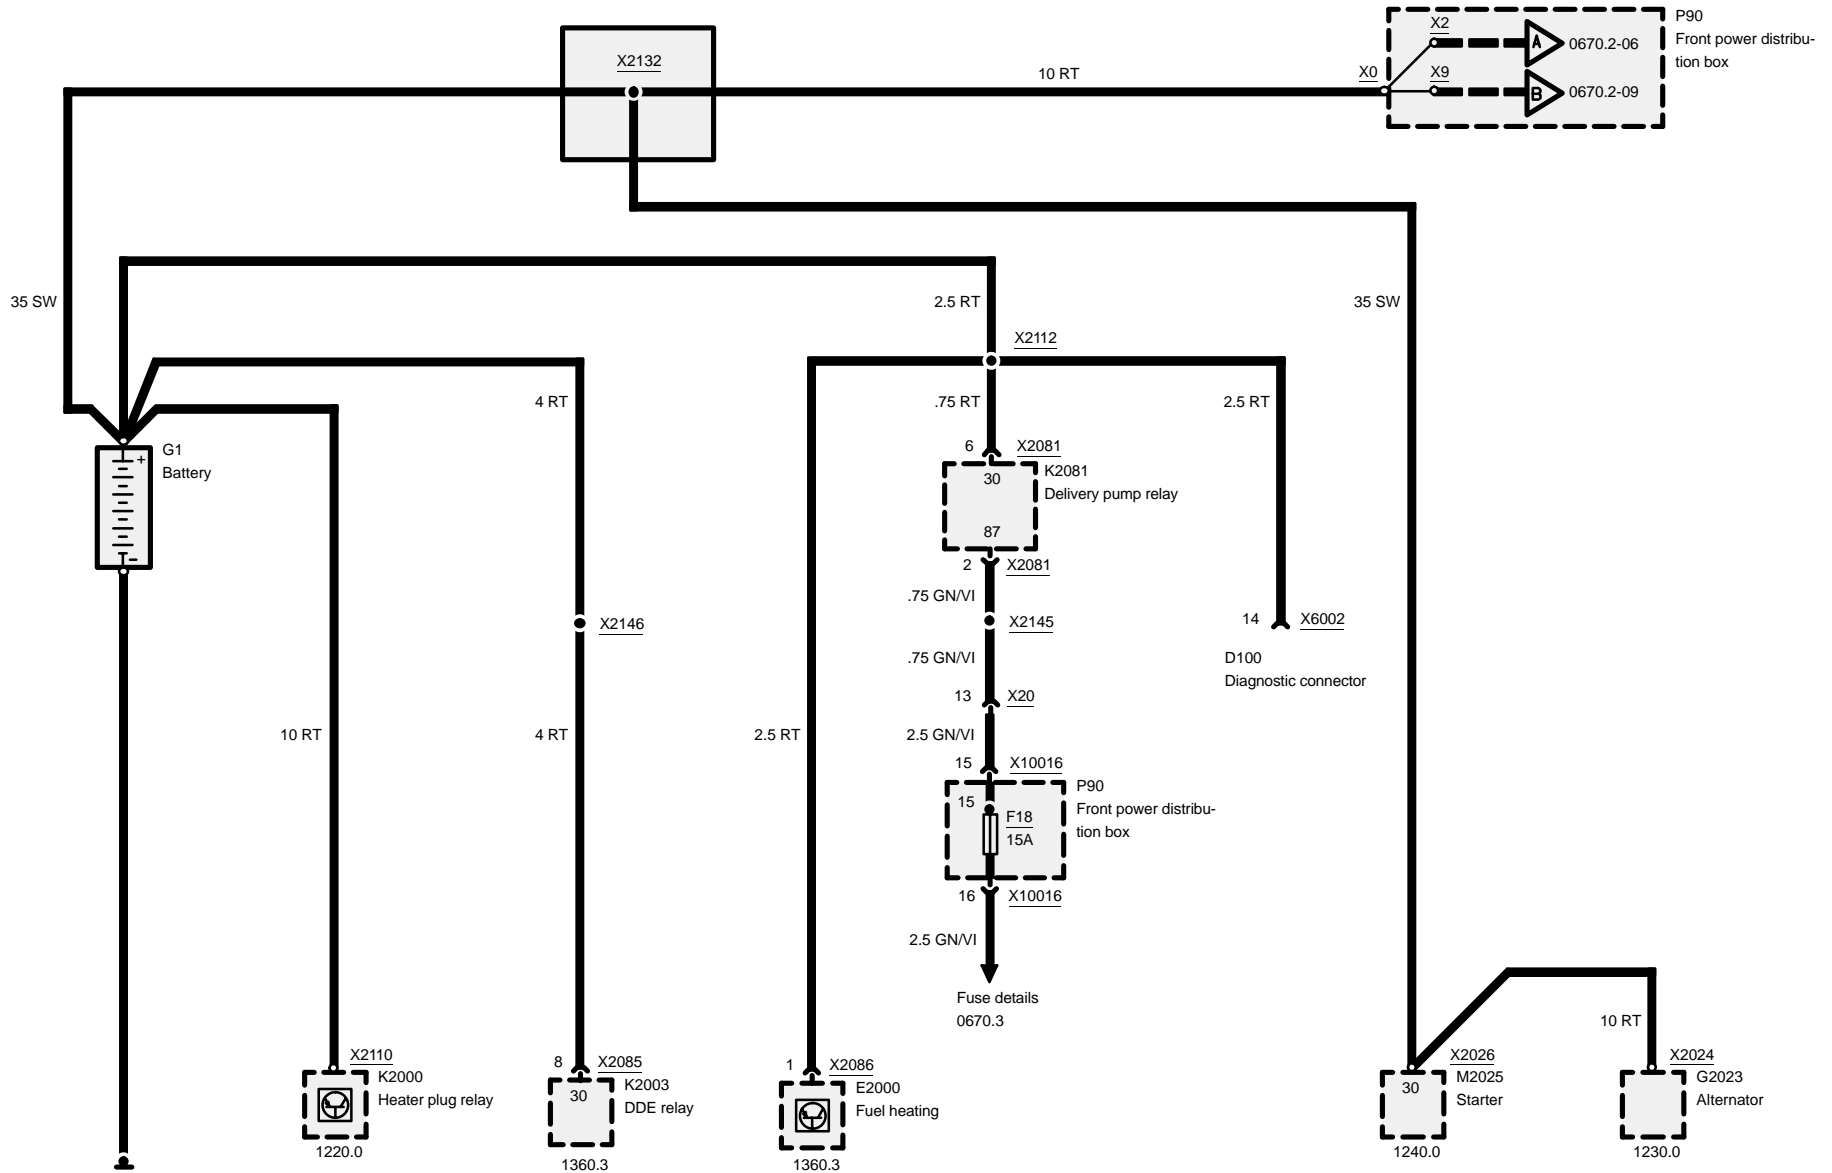 P90
X2
Front power distribu-
0670.2-06
A
X2132
tion box
X0
X9
10 RT
0670.2-09
B
35 SW
2.5 RT
35 SW
X2112
4 RT
.75 RT
2.5 RT
G1
Battery
+
-
6
X2081
K2081
30
Delivery pump relay
87
2
X2081
.75 GN/VI
X2146
X2145
14
X6002
.75 GN/VI
D100
Diagnostic connector
13
X20
10 RT
4 RT
2.5 RT
2.5 GN/VI
15
X10016
P90
15
Front power distribu-
F18
tion box
15A
16
X10016
2.5 GN/VI
Fuse details
0670.3
10 RT
X2110
K2000
Heater plug relay
1220.0
8
X2085
K2003
30
DDE relay
1360.3
1
X2086
E2000
Fuel heating
1360.3
X2026
M2025
30
Starter
1240.0
X2024
G2023
Alternator
1230.0